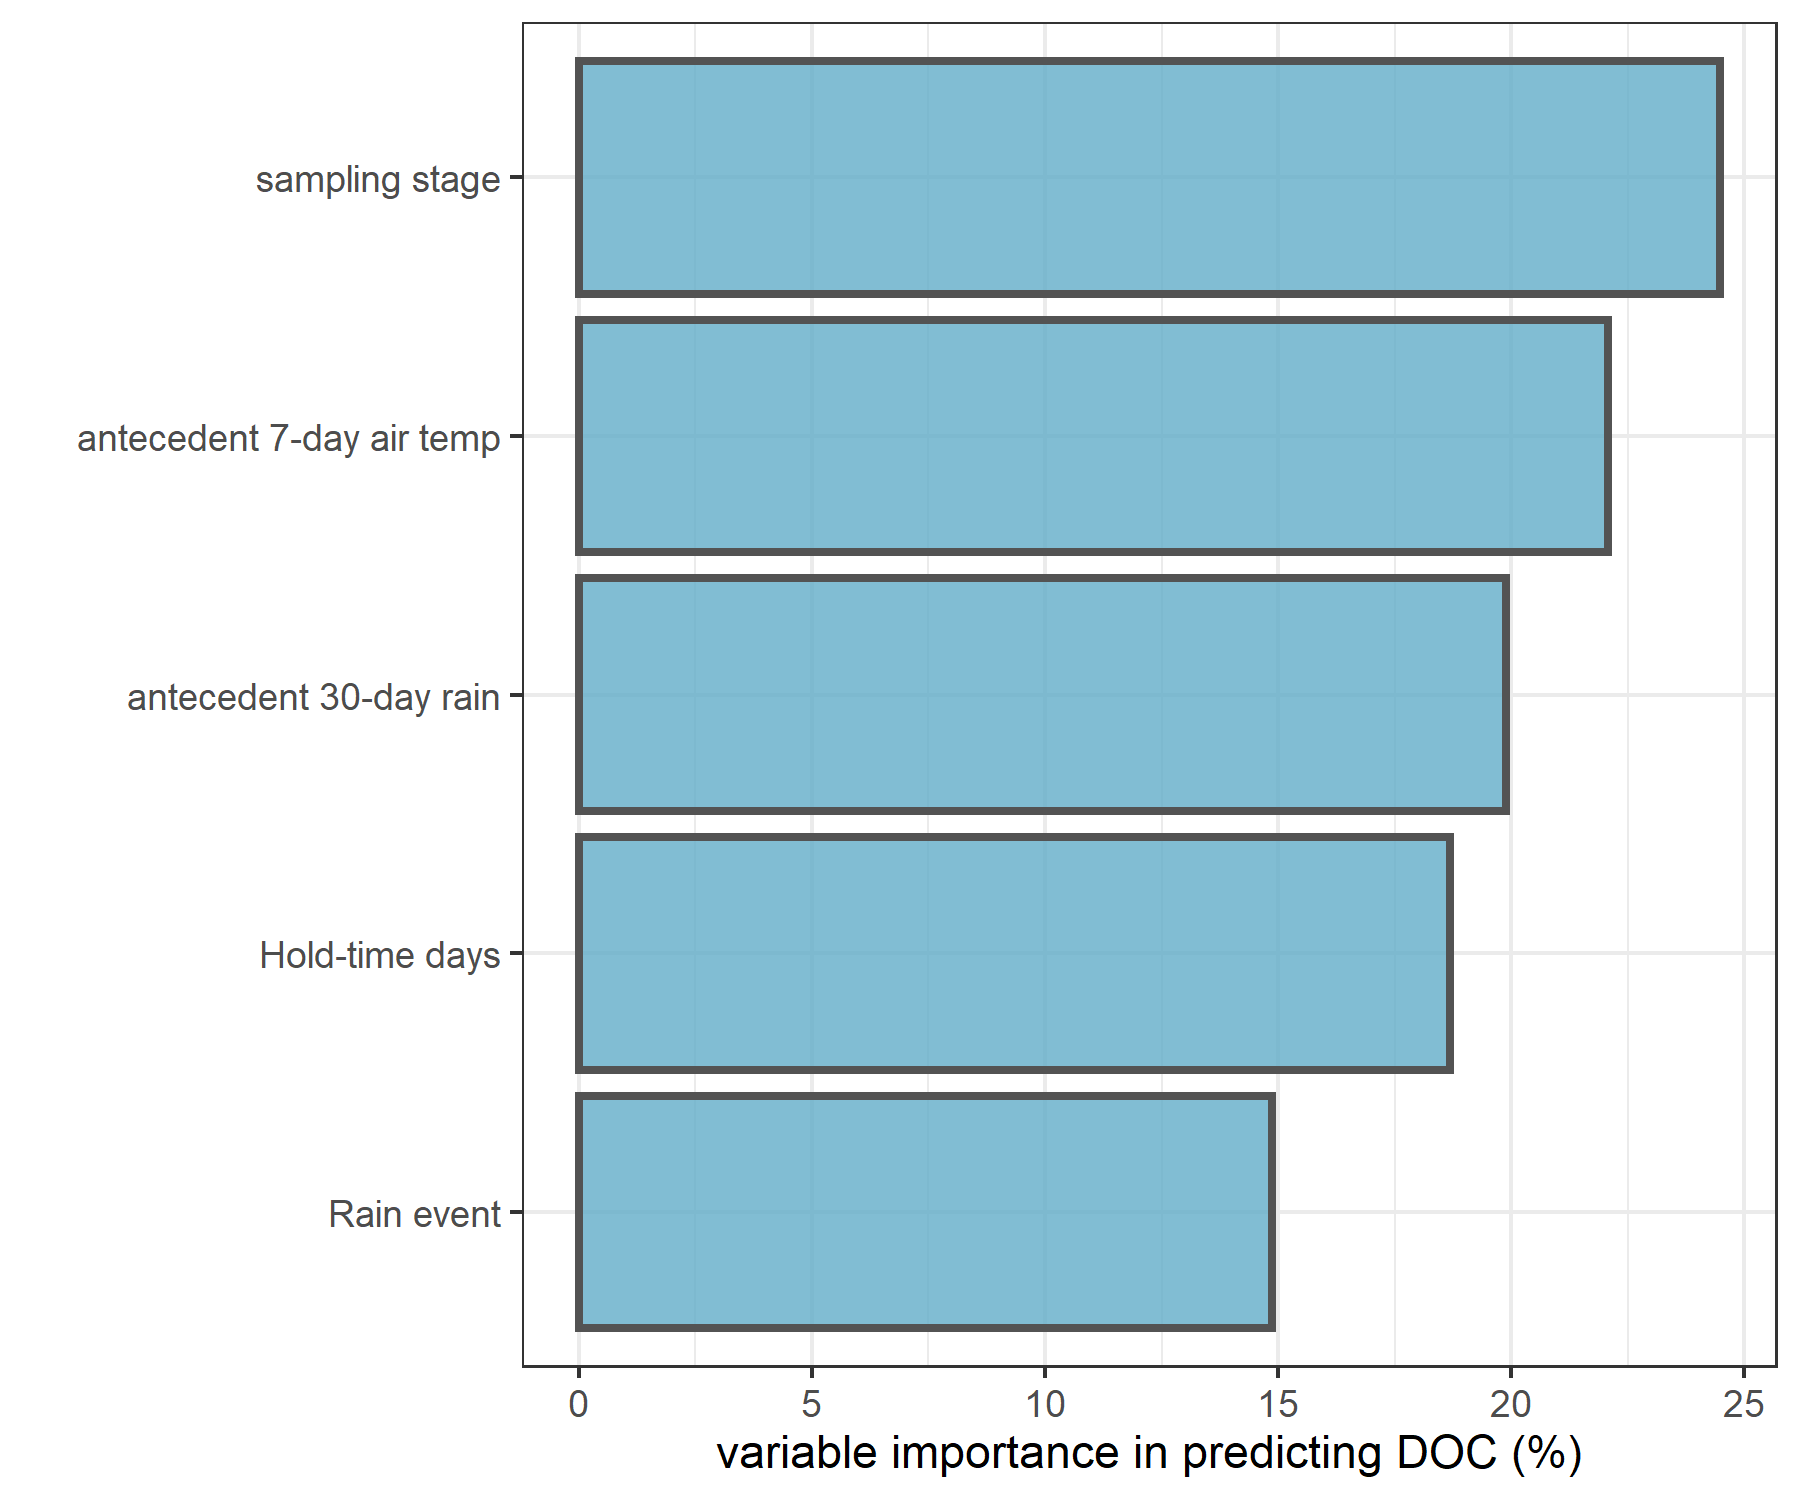 sampling stage
antecedent 7-day air temp
antecedent 30-day rain
Hold-time days
Rain event
0 5 10 15 20 25
variable importance in predicting DOC (%)